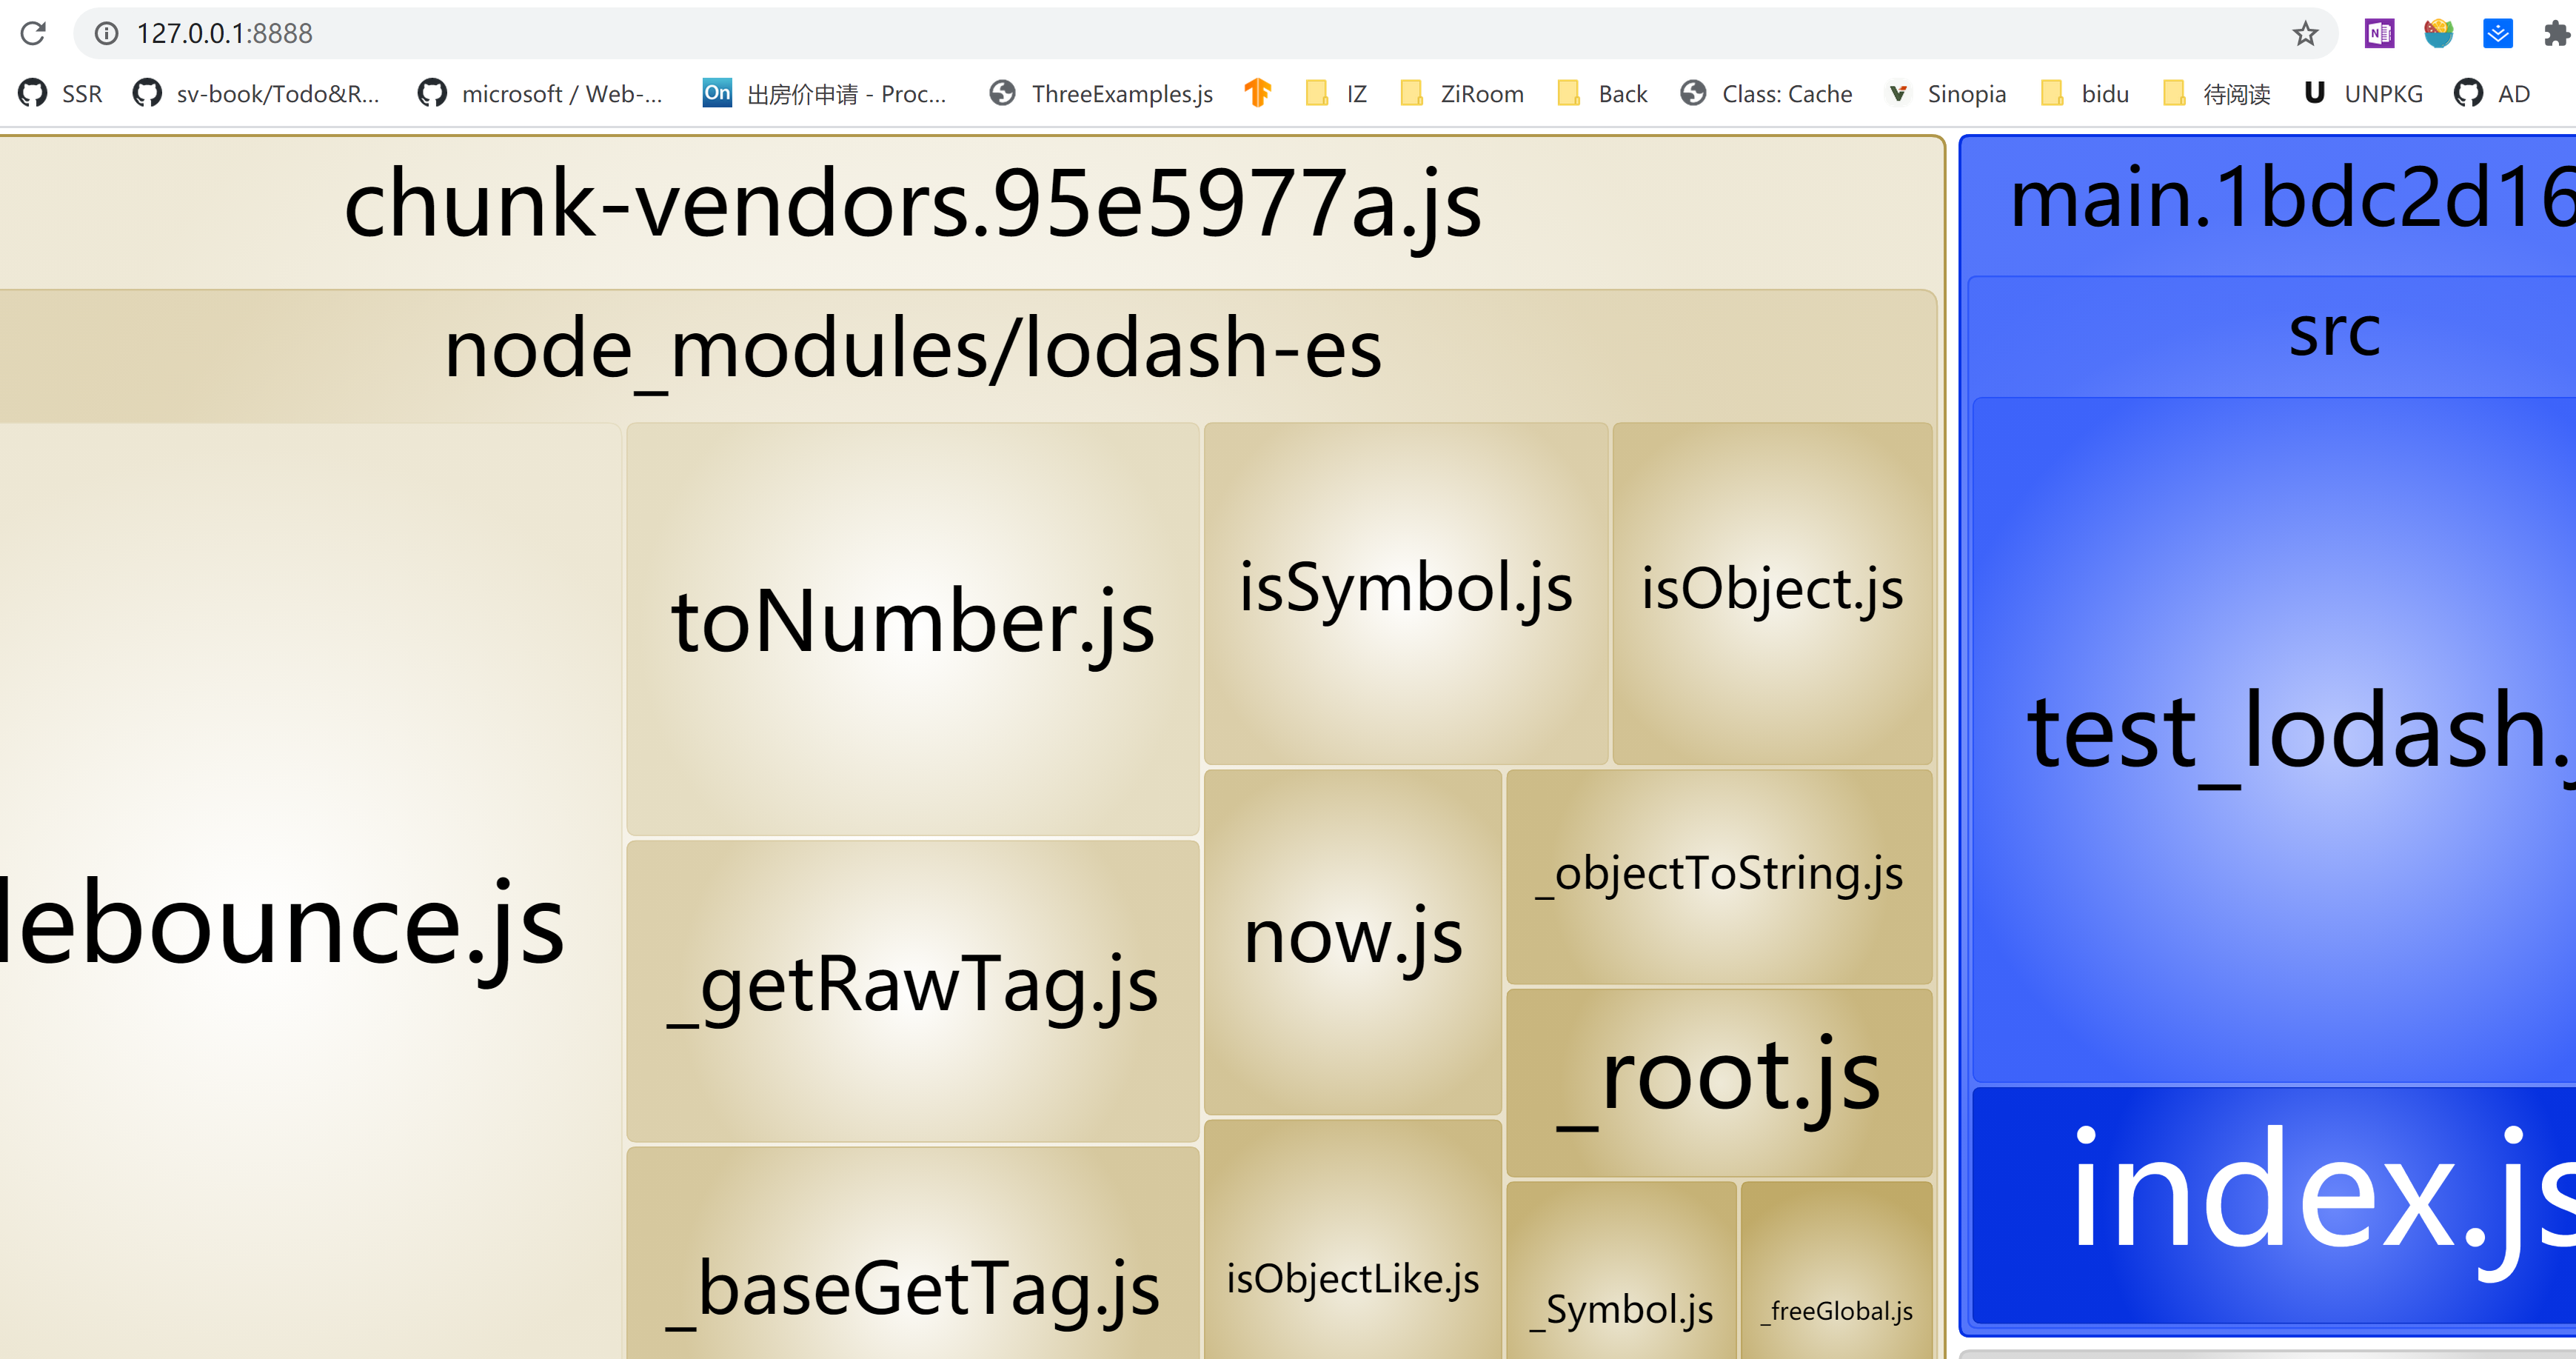 127.0.0.1:8888
SSR sv-book/Todo&R... microsoft / Web-... On 出房价申请 - Proc... ThreeExamples.js IZ ZiRoom Back Class: Cache Sinopia bidu 待阅读 U UNPKG AD
chunk-vendors.95e5977a.js
main.1bdc2d16
node_modules/lodash-es
src
toNumber.js
isSymbol.js
isObject.js
test_lodash.j
lebounce.js
_getRawTag.js
now.js
_objectToString.js
_root.js
index.js
_baseGetTag.js
isObjectLike.js
_Symbol.js
_freeGlobal.js